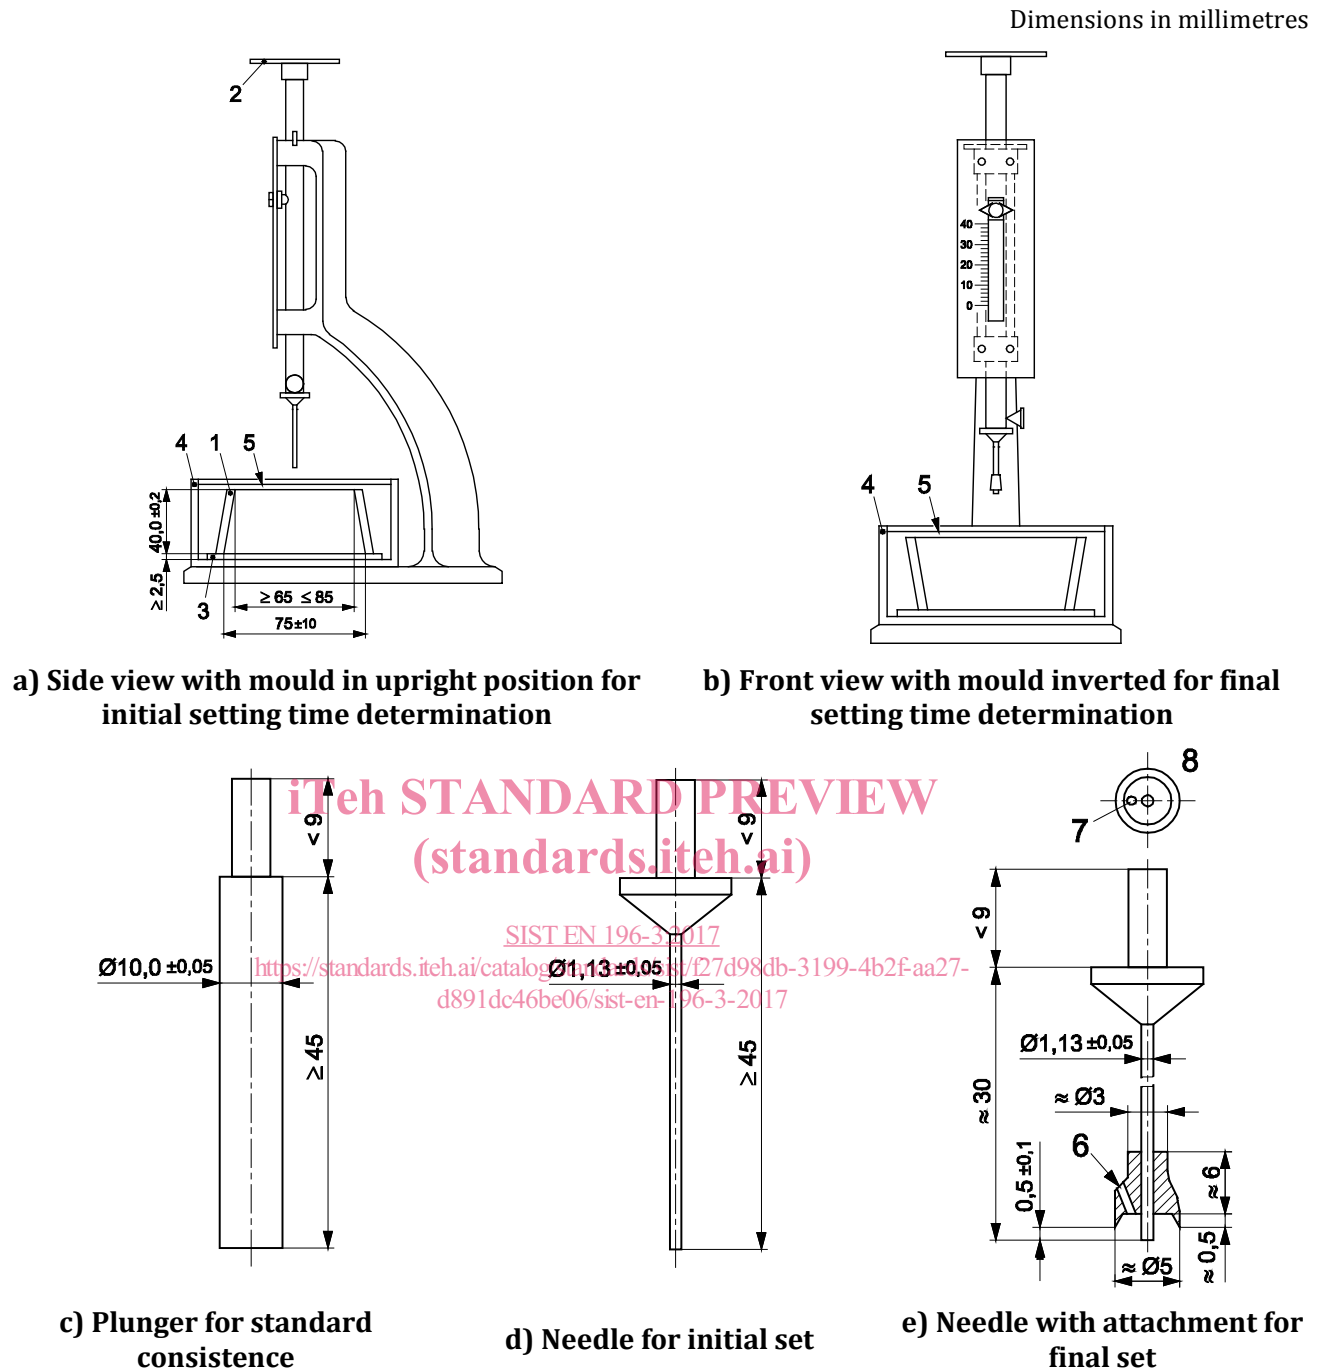 Dimensions in millimetres
2
4 1 5
40,0 ±0,2
≥ 2,5
3
≥ 65 ≤ 85
75±10
40
30
20
10
0
4 5
a) Side view with mould in upright position for
initial setting time determination
b) Front view with mould inverted for final
setting time determination
iTeh STANDARD PREVIEW
(standards.iteh.ai)
SIST EN 196-3:2017
https://standards.iteh.ai/catalog/standards/sist/f27d98db-3199-4b2f-aa27-
d891dc46be06/sist-en-196-3-2017
< 9
Ø10,0 ±0,05
≥ 45
< 9
Ø1,13 ±0,05
≥ 45
8
7
< 9
Ø1,13 ±0,05
≈ 30
≈ Ø3
6
0,5 ±0,1
≈ 6
≈ 0,5
≈ Ø5
c) Plunger for standard
consistence
d) Needle for initial set
e) Needle with attachment for
final set